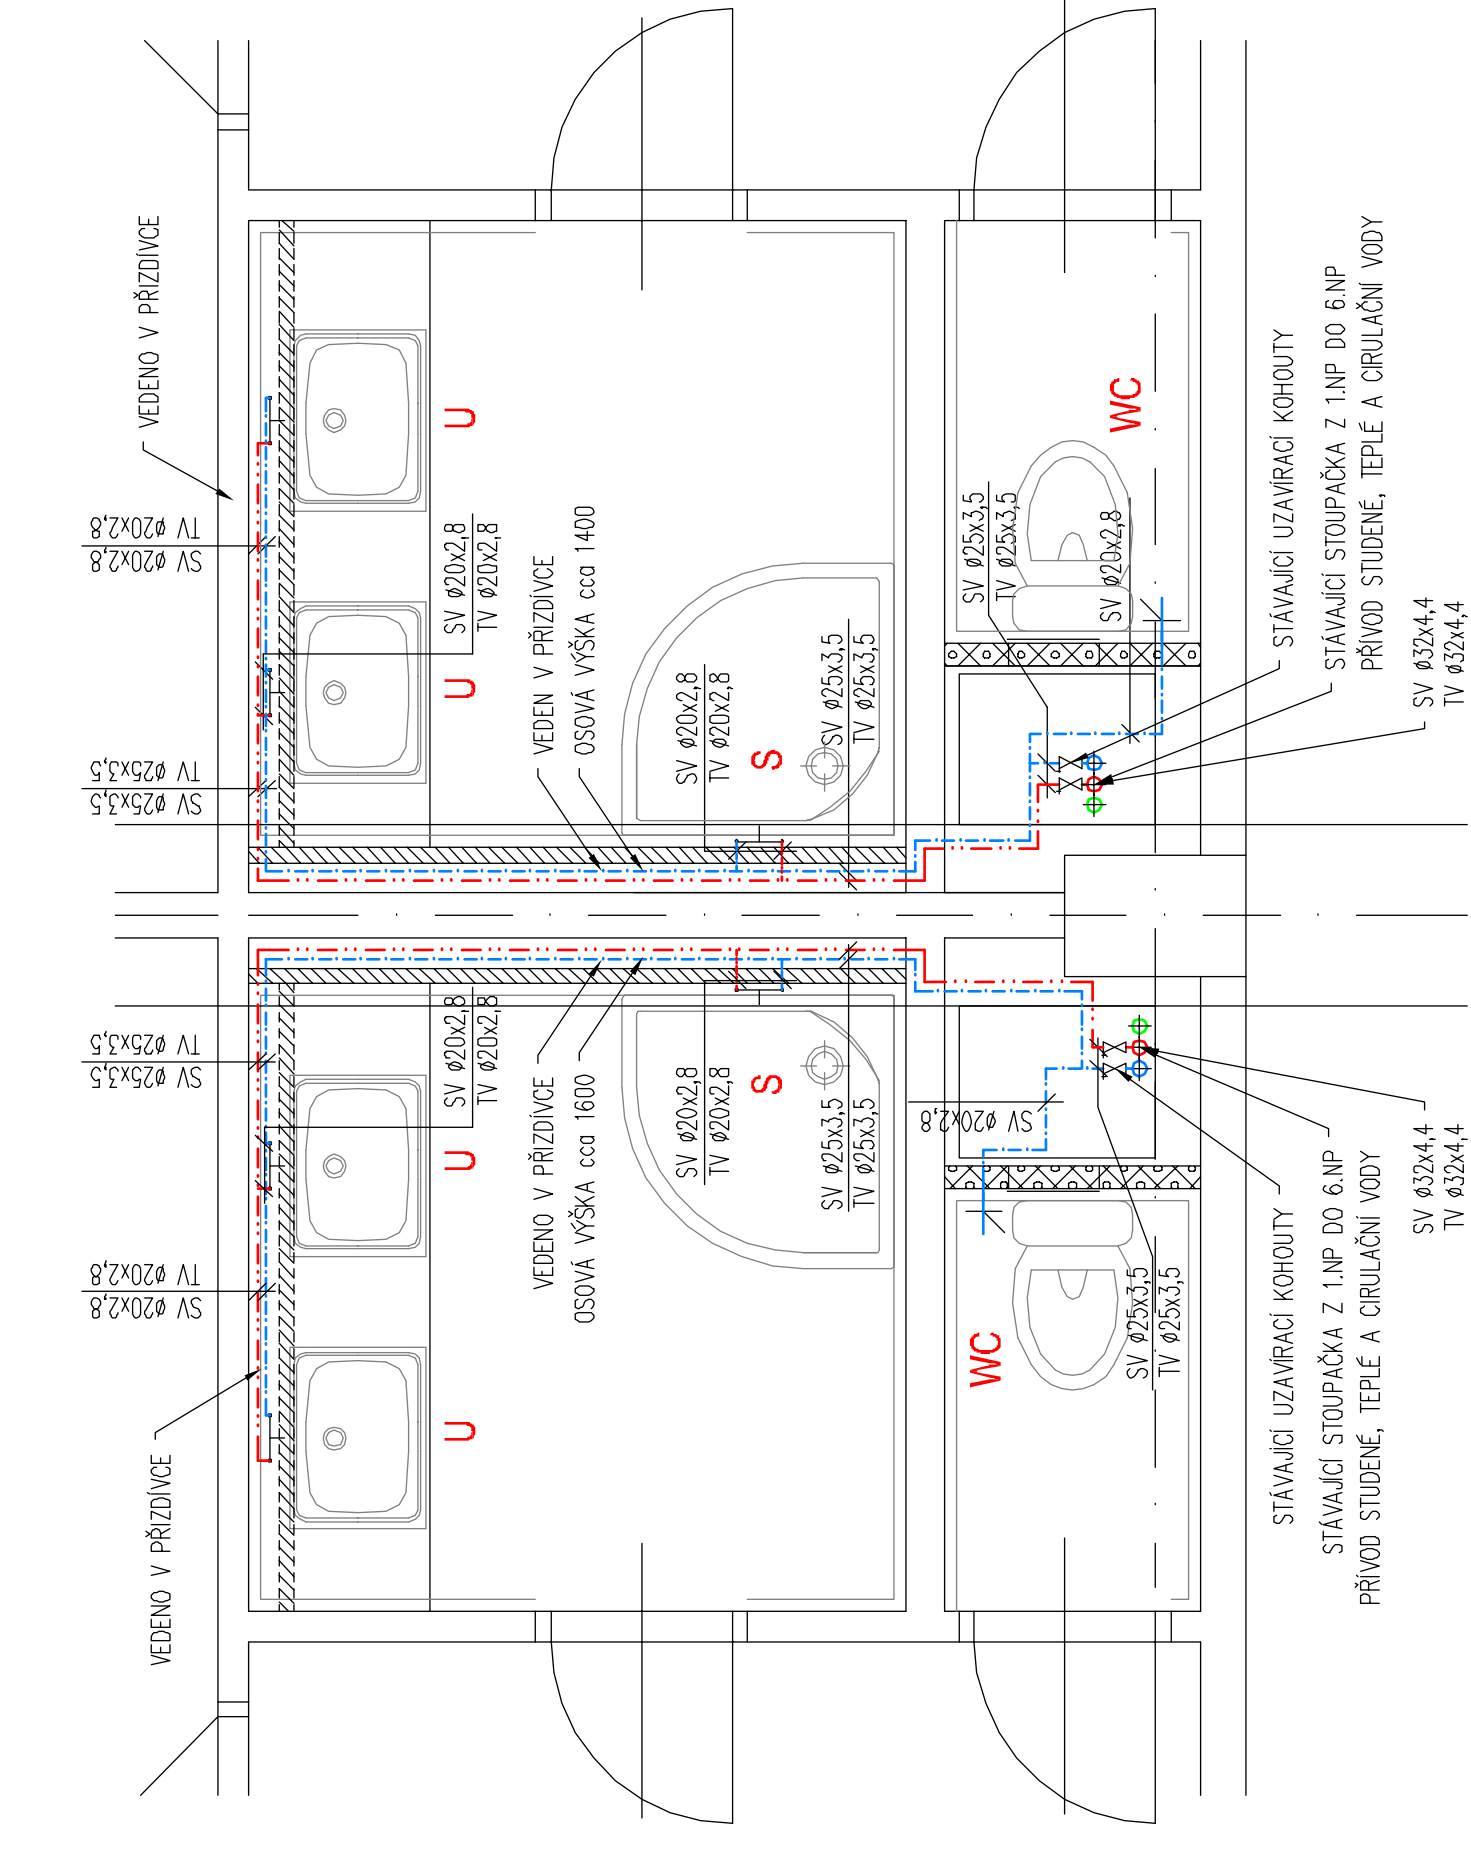 VEDENO V PŘIZDÍVCE
TV ø20x2,8
SV ø20x2,8
TV ø25x3,5
SV ø25x3,5
U
U
SV ø20x2,8
TV ø20x2,8
VEDEN V PŘIZDÍVCE
OSOVÁ VÝŠKA cca 1400
SV ø20x2,8
TV ø20x2,8
S
SV ø25x3,5
TV ø25x3,5
WC
SV ø25x3,5
TV ø25x3,5
SV ø20x2,8
STÁVAJÍCÍ UZAVÍRACÍ KOHOUTY
STÁVAJÍCÍ STOUPAČKA Z 1.NP DO 6.NP
PŘÍVOD STUDENÉ, TEPLÉ A CIRULAČNÍ VODY
SV ø32x4,4
TV ø32x4,4
TV ø25x3,5
SV ø25x3,5
TV ø20x2,8
SV ø20x2,8
VEDENO V PŘIZDÍVCE
SV ø20x2,8
TV ø20x2,8
U
U
VEDENO V PŘIZDÍVCE
OSOVÁ VÝŠKA cca 1600
SV ø20x2,8
TV ø20x2,8
S
SV ø25x3,5
TV ø25x3,5
SV ø20x2,8
WC
SV ø25x3,5
TV ø25x3,5
STÁVAJÍCÍ UZAVÍRACÍ KOHOUTY
STÁVAJÍCÍ STOUPAČKA Z 1.NP DO 6.NP
PŘÍVOD STUDENÉ, TEPLÉ A CIRULAČNÍ VODY
SV ø32x4,4
TV ø32x4,4